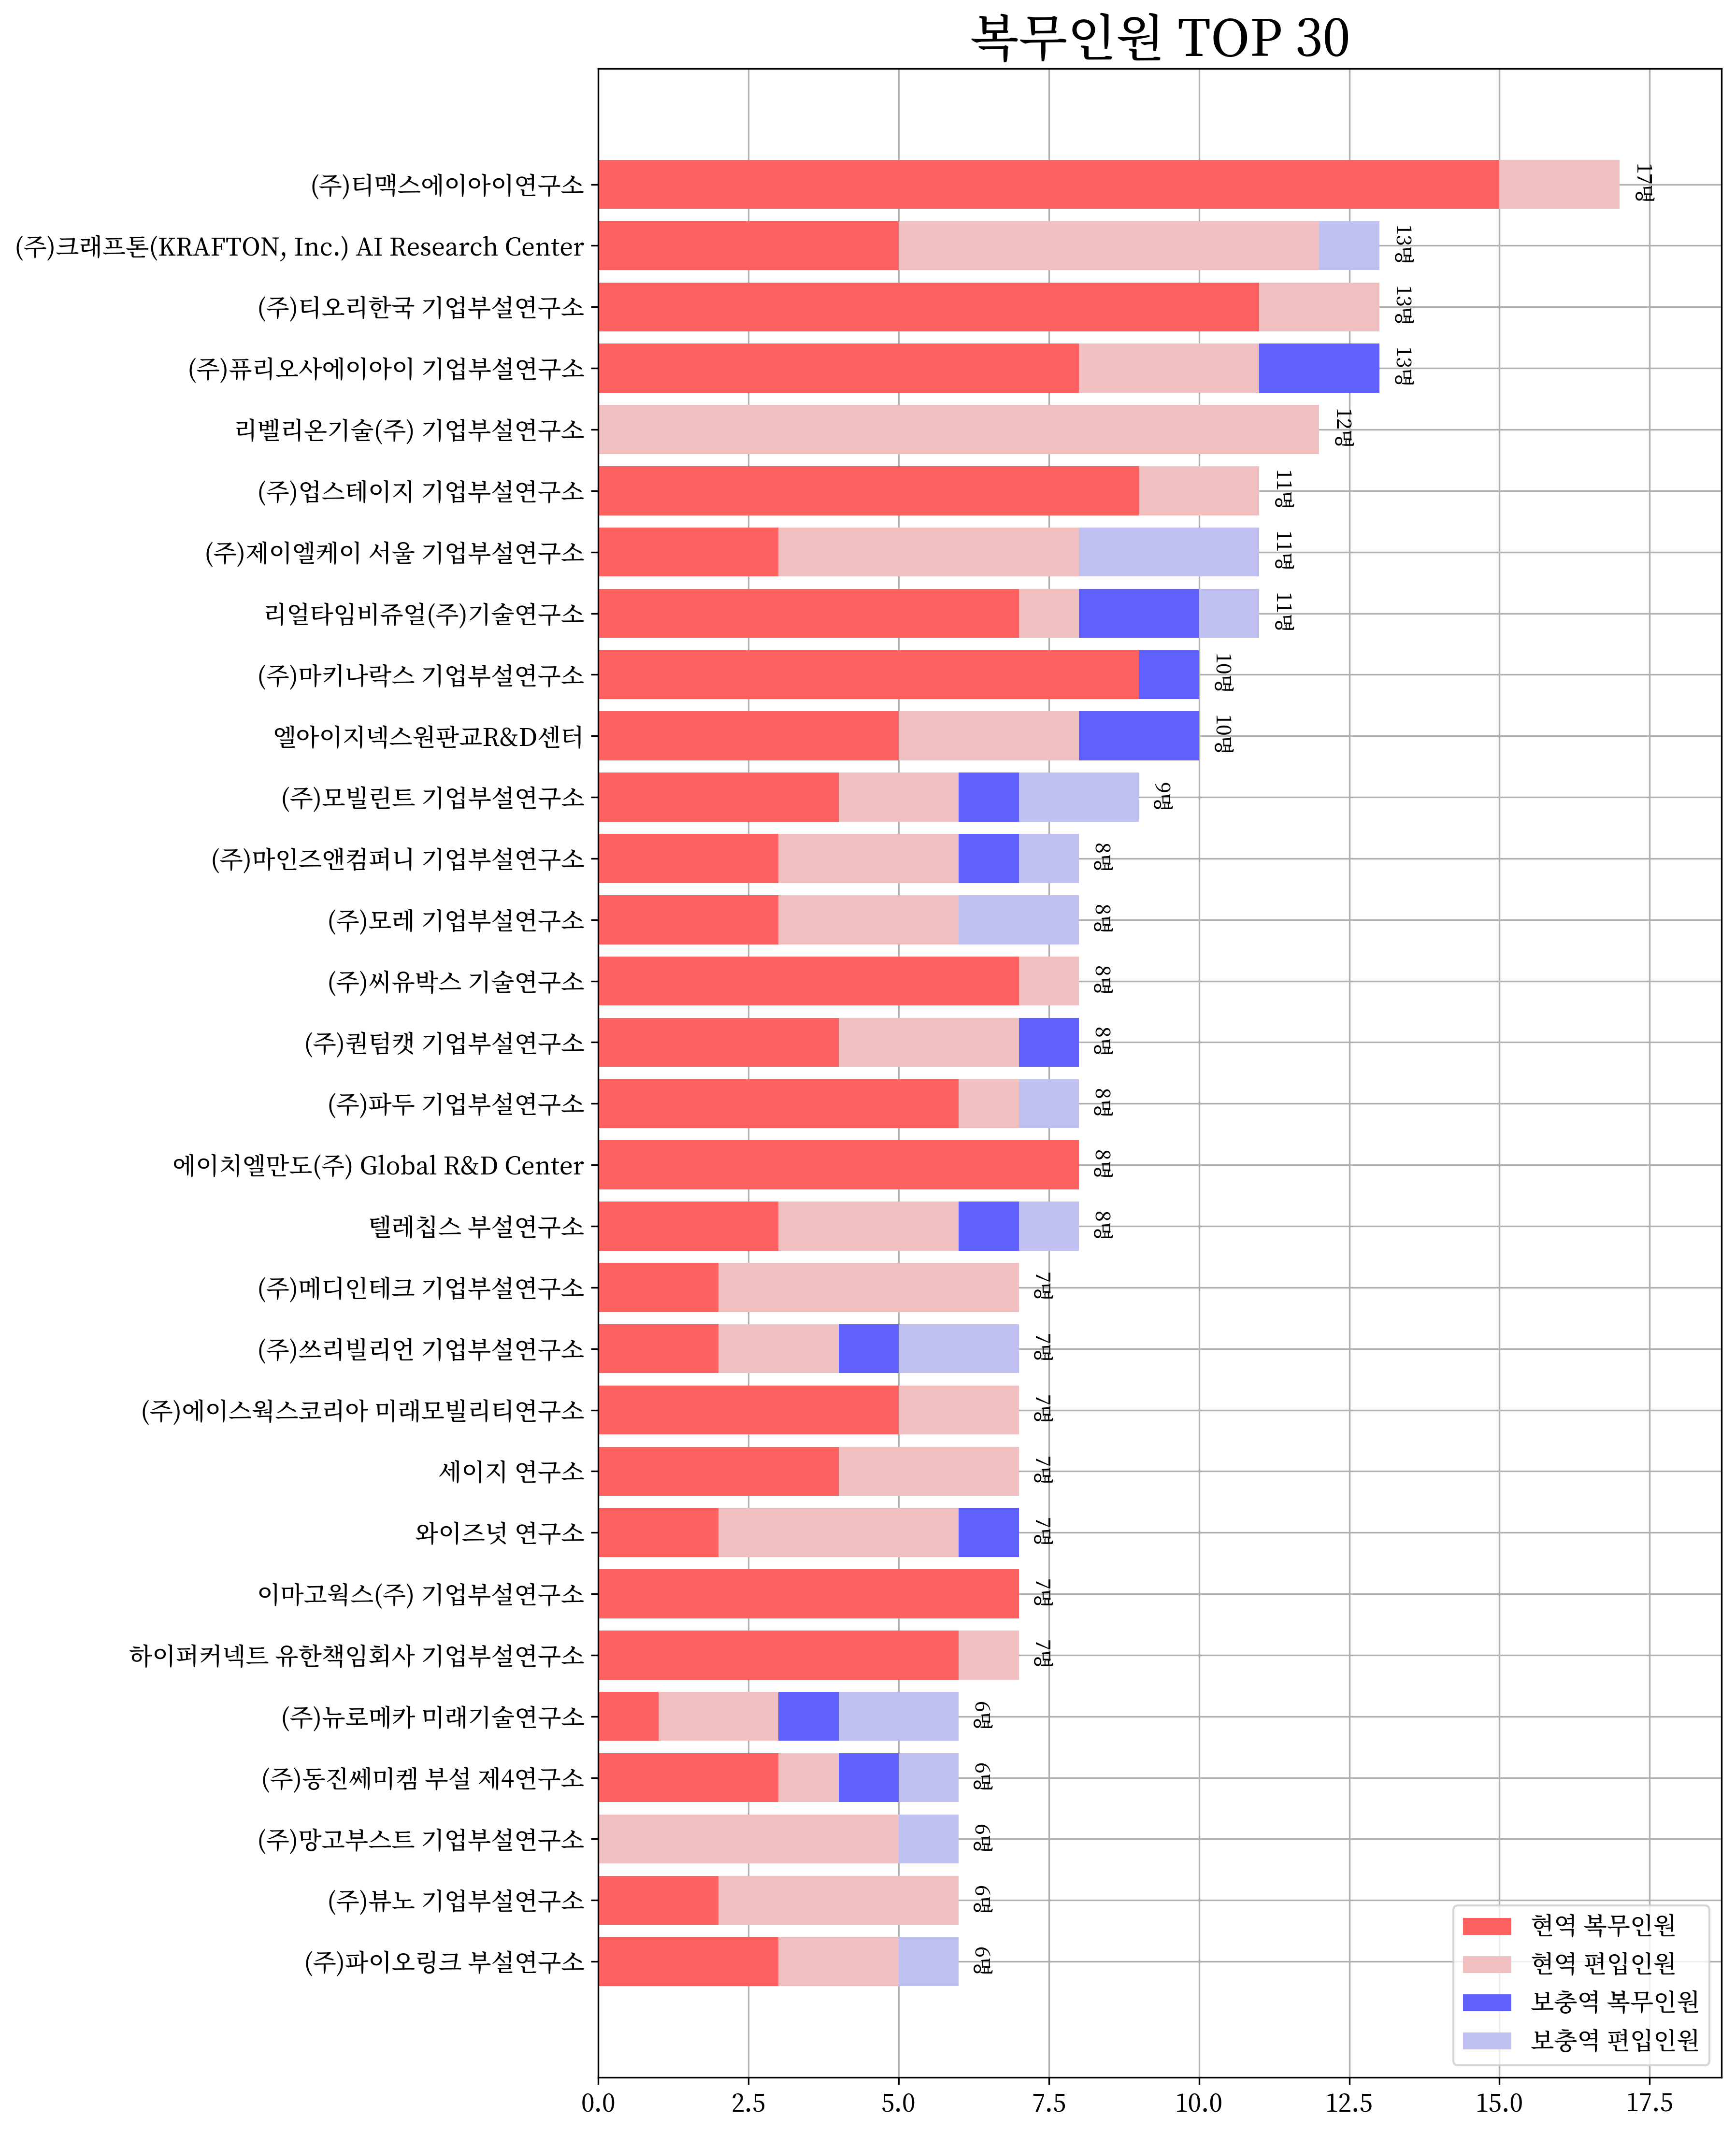 복무인원 TOP 30
(주)티맥스에이아이연구소 17명
(주)크래프톤(KRAFTON, Inc.) AI Research Center 13명
(주)티오리한국 기업부설연구소 13명
(주)퓨리오사에이아이 기업부설연구소 13명
리벨리온기술(주) 기업부설연구소 12명
(주)업스테이지 기업부설연구소 11명
(주)제이엘케이 서울 기업부설연구소 11명
리얼타임비쥬얼(주)기술연구소 11명
(주)마키나락스 기업부설연구소 10명
엘아이지넥스원판교R&D센터 10명
(주)모빌린트 기업부설연구소 9명
(주)마인즈앤컴퍼니 기업부설연구소 8명
(주)모레 기업부설연구소 8명
(주)씨유박스 기술연구소 8명
(주)퀀텀캣 기업부설연구소 8명
(주)파두 기업부설연구소 8명
에이치엘만도(주) Global R&D Center 8명
텔레칩스 부설연구소 8명
(주)메디인테크 기업부설연구소 7명
(주)쓰리빌리언 기업부설연구소 7명
(주)에이스웍스코리아 미래모빌리티연구소 7명
세이지 연구소 7명
와이즈넛 연구소 7명
이마고웍스(주) 기업부설연구소 7명
하이퍼커넥트 유한책임회사 기업부설연구소 7명
(주)뉴로메카 미래기술연구소 6명
(주)동진쎄미켐 부설 제4연구소 6명
(주)망고부스트 기업부설연구소 6명
(주)뷰노 기업부설연구소 6명
(주)파이오링크 부설연구소 6명
현역 복무인원
현역 편입인원
보충역 복무인원
보충역 편입인원
0.0 2.5 5.0 7.5 10.0 12.5 15.0 17.5